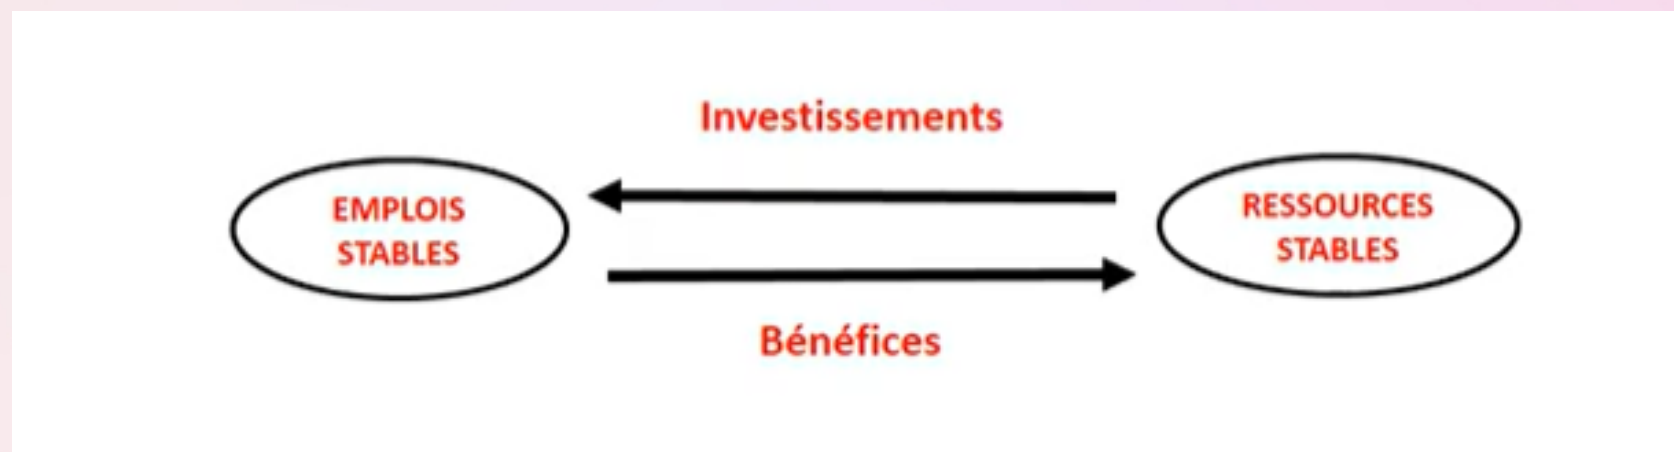 Investissements
EMPLOIS
STABLES
RESSOURCES
STABLES
Bénéfices